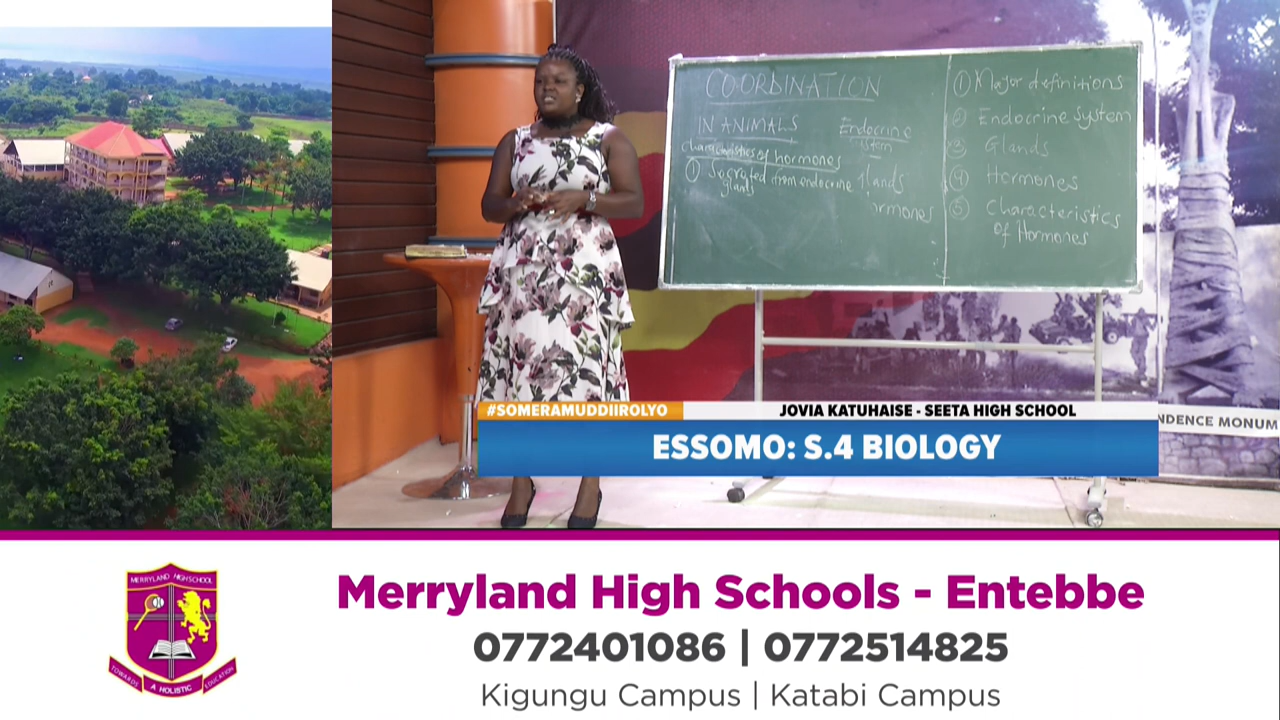 COORDINATION
IN ANIMALS
Endocrine
system
Characteristics of hormones
① Secreted from endocrine glands
glands
ormones
① Major definitions
② Endocrine System
③ Glands
④ Hormones
⑤ Characteristics
of Hormones
#SOMERAMUDDIIROLYO
JOVIA KATUHAISE - SEETA HIGH SCHOOL
ESSOMO: S.4 BIOLOGY
NDENCE MONUM
MERRYLAND HIGH SCHOOL
TOWARDS
A HOLISTIC
EDUCATION
Merryland High Schools - Entebbe
0772401086 | 0772514825
Kigungu Campus | Katabi Campus